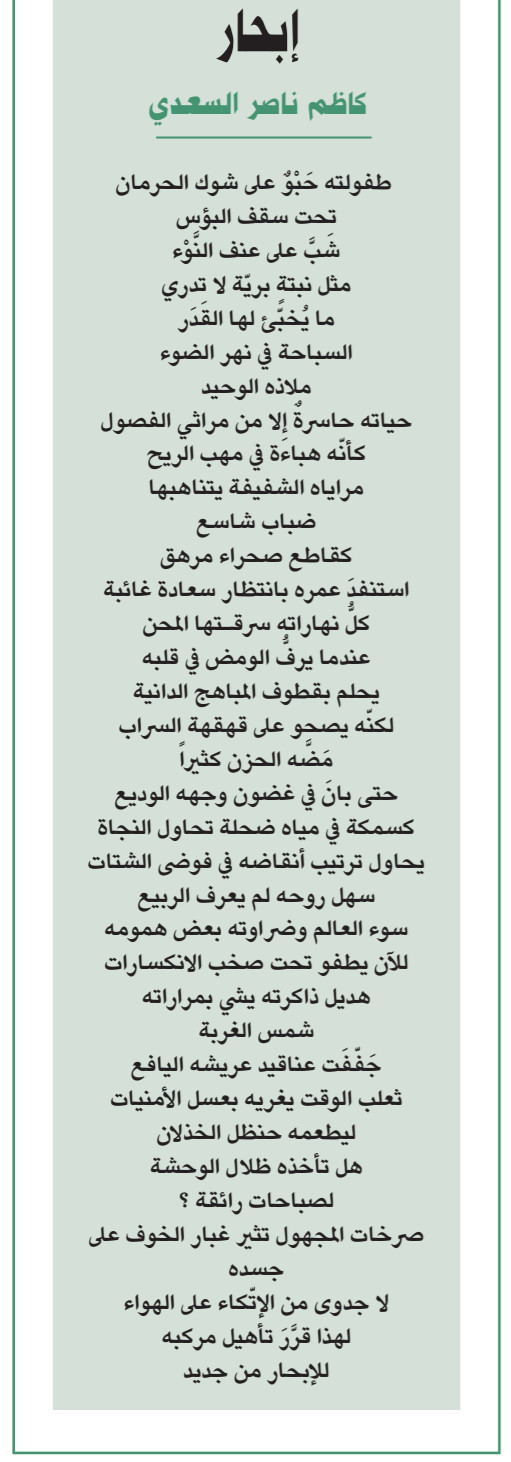 إبحار
كاظم ناصر السعدي
طفولته حَبْوٌ على شوك الحرمان
تحت سقف البؤس
شَبَّ على عنف النَّوْء
مثل نبتةٍ بريّة لا تدري
ما يُخبّئ لها القَدَر
السباحة في نهر الضوء
ملاذه الوحيد
حياته حاسرةٌ إلا من مراثي الفصول
كأنّه هباءَة في مهب الريح
مراياه الشفيفة يتناهبها
ضباب شاسع
كقاطع صحراء مرهق
استنفدَ عمره بانتظار سعادة غائبة
كلُّ نهاراتهِ سرقــتها المحن
عندما يرفُّ الومض في قلبه
يحلم بقطوف المباهج الدانية
لكنّه يصحو على قهقهة السراب
مَضَّه الحزن كثيراً
حتى بانَ في غضون وجهه الوديع
كسمكة في مياه ضحلة تحاول النجاة
يحاول ترتيب أنقاضه في فوضى الشتات
سهل روحه لم يعرف الربيع
سوء العالم وضراوته بعض همومه
للآن يطفو تحت صخب الانكسارات
هديل ذاكرته يشي بمراراته
شمس الغربة
جَفّفَت عناقيد عريشه اليافع
ثعلب الوقت يغريه بعسل الأمنيات
ليطعمه حنظل الخذلان
هل تأخذه ظلال الوحشة
لصباحات رائقة ؟
صرخات المجهول تثير غبار الخوف على
جسده
لا جدوى من الإتّكاء على الهواء
لهذا قرَّرَ تأهيل مركبه
للإبحار من جديد